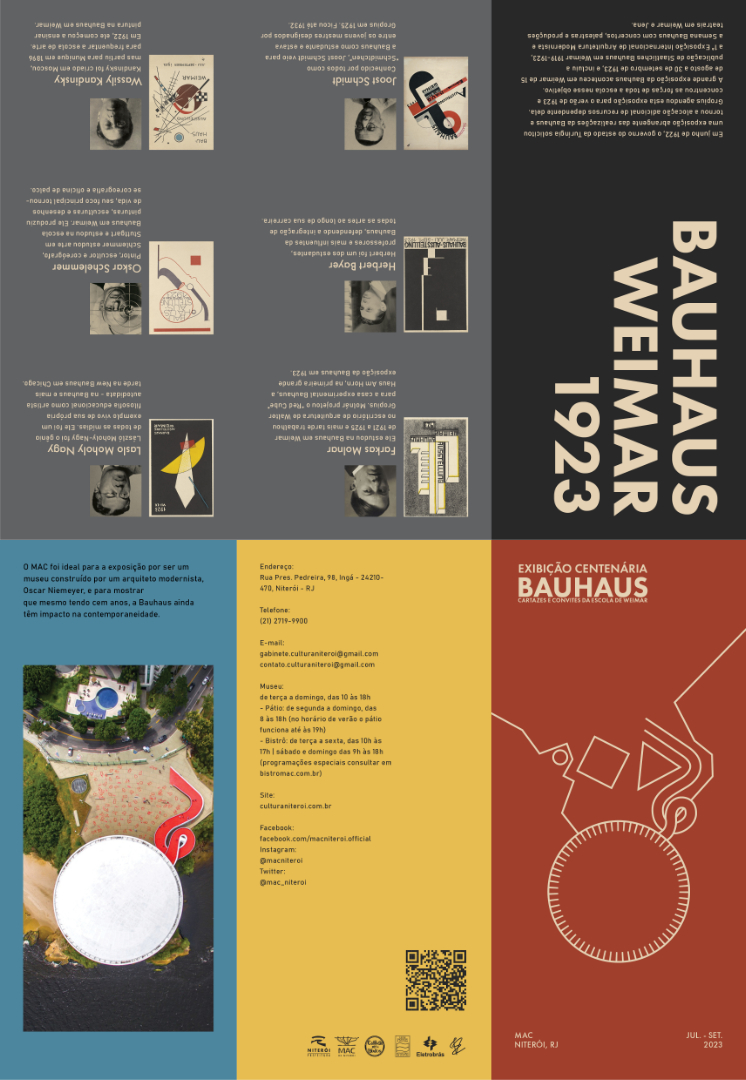 EXIBIÇÃO CENTENÁRIA
BAUHAUS
CARTAZES E CONVITES DA ESCOLA DE WEIMAR
MAC
NITERÓI, RJ
JUL. - SET.
2023
Endereço:
Rua Pres. Pedreira, 98, Ingá - 24210-
470, Niterói - RJ
Telefone:
(21) 2719-9900
E-mail:
gabinete.culturaniteroi@gmail.com
contato.culturaniteroi@gmail.com
Museu:
de terça a domingo, das 10 às 18h
- Pátio: de segunda a domingo, das
8 às 18h (no horário de verão o pátio
funciona até às 19h)
- Bistrô: de terça a sexta, das 10h às
17h | sábado e domingo das 9h às 18h
(programações especiais consultar em
bistromac.com.br)
Site:
culturaniteroi.com.br
Facebook:
facebook.com/macniteroi.official
Instagram:
@macniteroi
Twitter:
@mac_niteroi
NITERÓI
MAC
Eletrobrás
O MAC foi ideal para a exposição por ser um
museu construído por um arquiteto modernista,
Oscar Niemeyer, e para mostrar
que mesmo tendo cem anos, a Bauhaus ainda
têm impacto na contemporaneidade.
BAUHAUS
WEIMAR
1923
Em junho de 1922, o governo do estado da Turíngia solicitou
uma exposição abrangente das realizações da Bauhaus e
tornou a alocação adicional de recursos dependente dela.
Gropius agendou esta exposição para o verão de 1923 e
concentrou as forças de toda a escola nesse objetivo.
A grande exposição da Bauhaus aconteceu em Weimar de 15
de agosto a 30 de setembro de 1923, e incluiu a
publicação de Staatliches Bauhaus em Weimar 1919-1923,
a 1ª Exposição Internacional de Arquitetura Modernista e
a Semana Bauhaus com concertos, palestras e produções
teatrais em Weimar e Jena.
Farkas Molnar
Ele estudou na Bauhaus em Weimar
de 1921 a 1925 e mais tarde trabalhou
no escritório de arquitetura de Walter
Gropius. Molnár projetou o "Red Cube"
para a casa experimental Bauhaus, a
Haus Am Horn, na primeira grande
exposição da Bauhaus em 1923.
Laslo Moholy Nagy
László Moholy-Nagy foi o gênio
de todas as mídias. Ele foi um
exemplo vivo de sua própria
filosofia educacional como artista
autodidata - na Bauhaus e mais
tarde na New Bauhaus em Chicago.
Herbert Bayer
Herbert foi um dos estudantes,
professores e mais influentes da
Bauhaus, defendendo a integração de
todas as artes ao longo de sua carreira.
Oskar Schelemmer
Pintor, escultor e coreógrafo,
Schlemmer estudou arte em
Stuttgart e estudou na escola
Bauhaus em Weimar. Ele produziu
pinturas, esculturas e desenhos
de vida, seu foco principal tornou-
se coreografia e oficina de palco.
Joost Schmidt
Conhecido por todos como
"Schmidtchen", Joost Schmidt veio para
a Bauhaus como estudante e estava
entre os jovens mestres designados por
Gropius em 1925. Ficou até 1932.
Wassily Kandinsky
Kandinsky foi criado em Moscou,
mas partiu para Munique em 1896
para frequentar a escola de arte.
Em 1922, ele começou a ensinar
pintura na Bauhaus em Weimar.